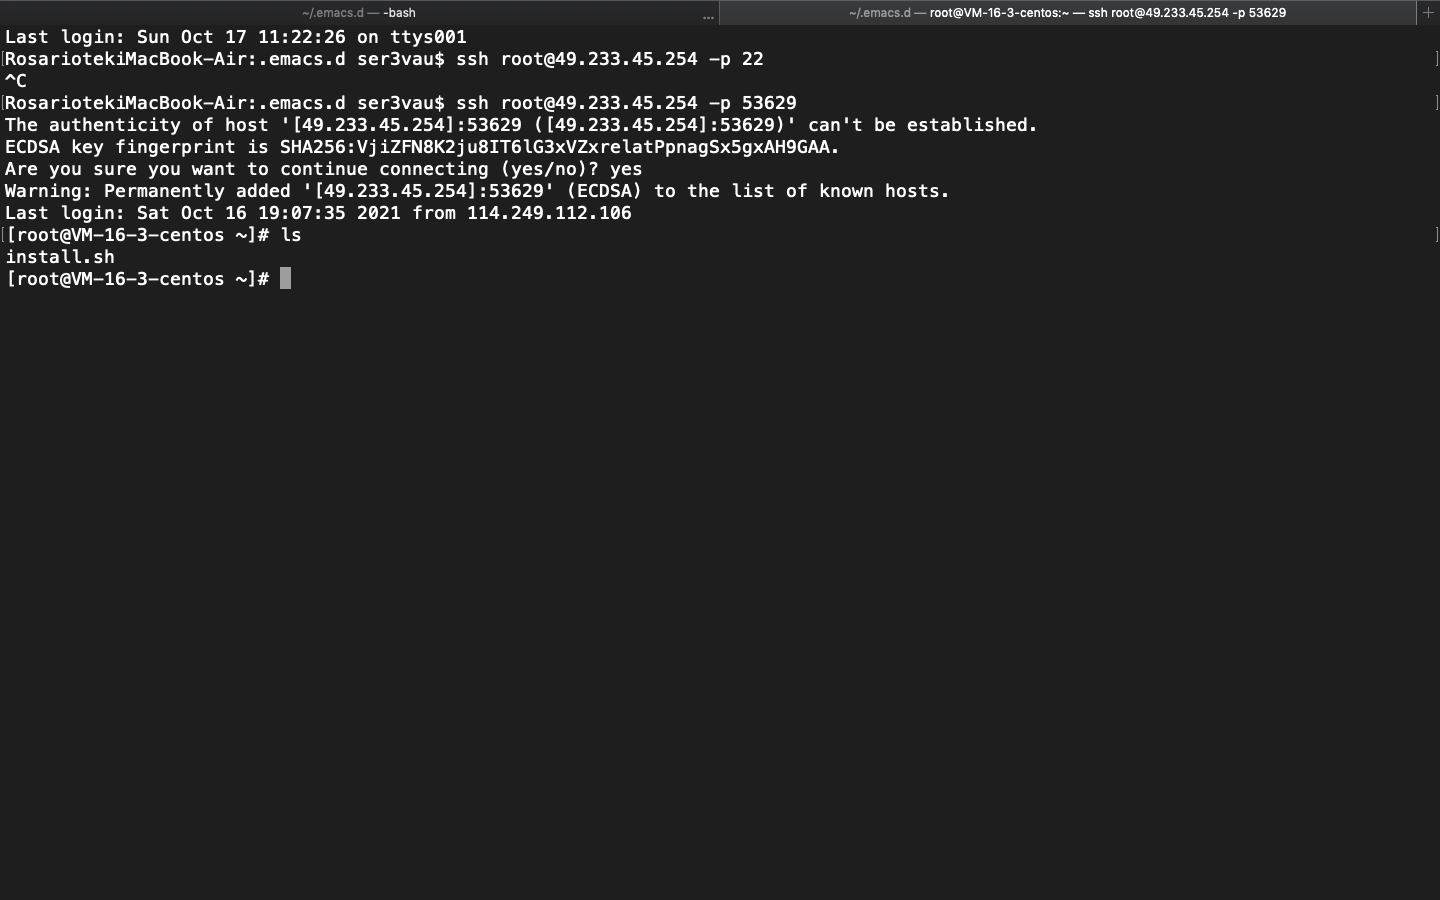 ~/.emacs.d — -bash
...
~/.emacs.d — root@VM-16-3-centos:~ — ssh root@49.233.45.254 -p 53629
+
Last login: Sun Oct 17 11:22:26 on ttys001
[RosariotekiMacBook-Air:.emacs.d ser3vau$ ssh root@49.233.45.254 -p 22 ]
^C
[RosariotekiMacBook-Air:.emacs.d ser3vau$ ssh root@49.233.45.254 -p 53629 ]
The authenticity of host '[49.233.45.254]:53629 ([49.233.45.254]:53629)' can't be established.
ECDSA key fingerprint is SHA256:VjiZFN8K2ju8IT6lG3xVZxrelatPpnagSx5gxAH9GAA.
Are you sure you want to continue connecting (yes/no)? yes
Warning: Permanently added '[49.233.45.254]:53629' (ECDSA) to the list of known hosts.
Last login: Sat Oct 16 19:07:35 2021 from 114.249.112.106
[[root@VM-16-3-centos ~]# ls ]
install.sh
[root@VM-16-3-centos ~]#